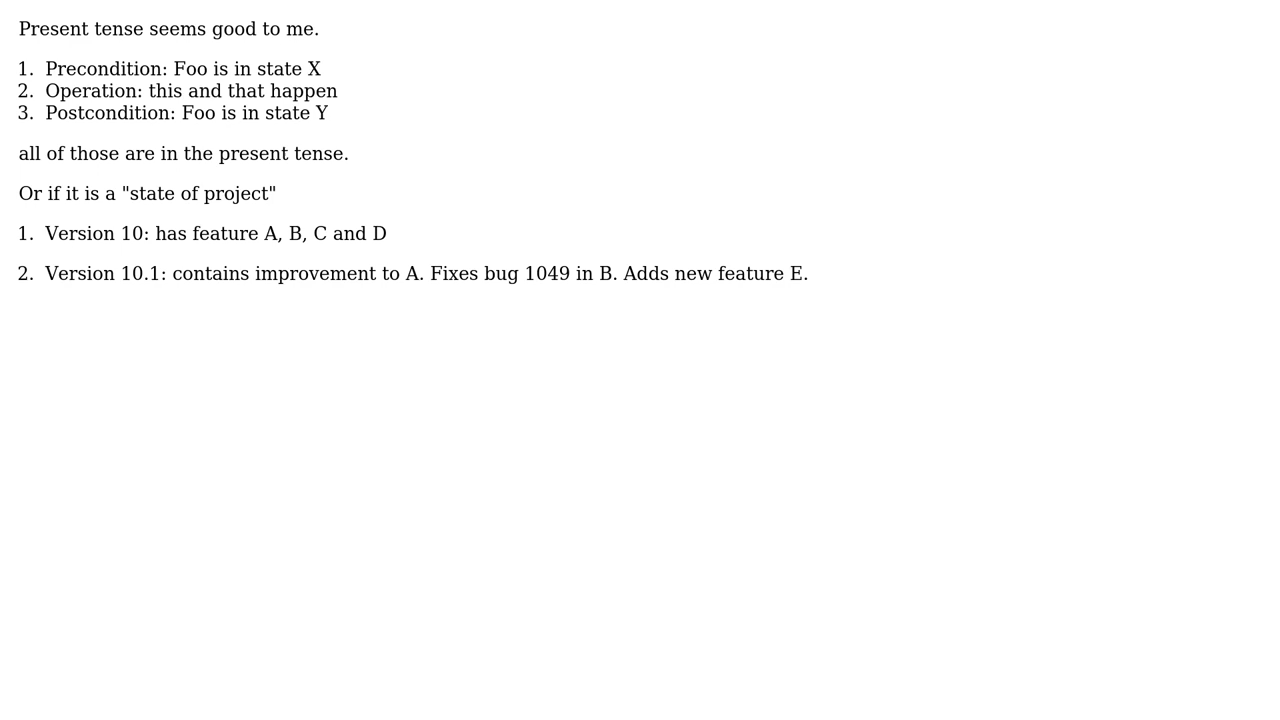 Present tense seems good to me.
1. Precondition: Foo is in state X
2. Operation: this and that happen
3. Postcondition: Foo is in state Y
all of those are in the present tense.
Or if it is a "state of project"
1. Version 10: has feature A, B, C and D
2. Version 10.1: contains improvement to A. Fixes bug 1049 in B. Adds new feature E.